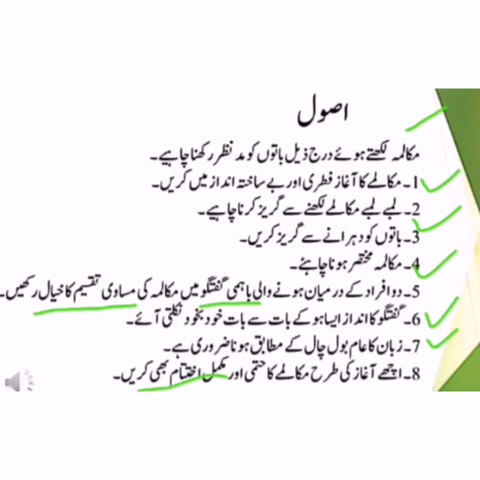 اصول
مکالمہ لکھتے ہوئے درج ذیل باتوں کو مد نظر رکھنا چاہیے۔
1۔ مکالمے کا آغاز فطری اور بے ساختہ انداز میں کریں۔
2۔ لمبے لمبے مکالمے لکھنے سے گریز کرنا چاہیے۔
3۔ باتوں کو دہرانے سے گریز کریں۔
4۔ مکالمہ مختصر ہونا چاہئے۔
5۔ دو افراد کے درمیان ہونے والی باہمی گفتگو میں مکالمہ کی مساوی تقسیم کا خیال رکھیں۔
6۔ گفتگو کا انداز ایسا ہو کے بات سے بات خود بخود نکلتی آئے۔
7۔ زبان کا عام بول چال کے مطابق ہونا ضروری ہے۔
8۔ اچھے آغاز کی طرح مکالمے کا حتمی اور مکمل اختتام بھی کریں۔